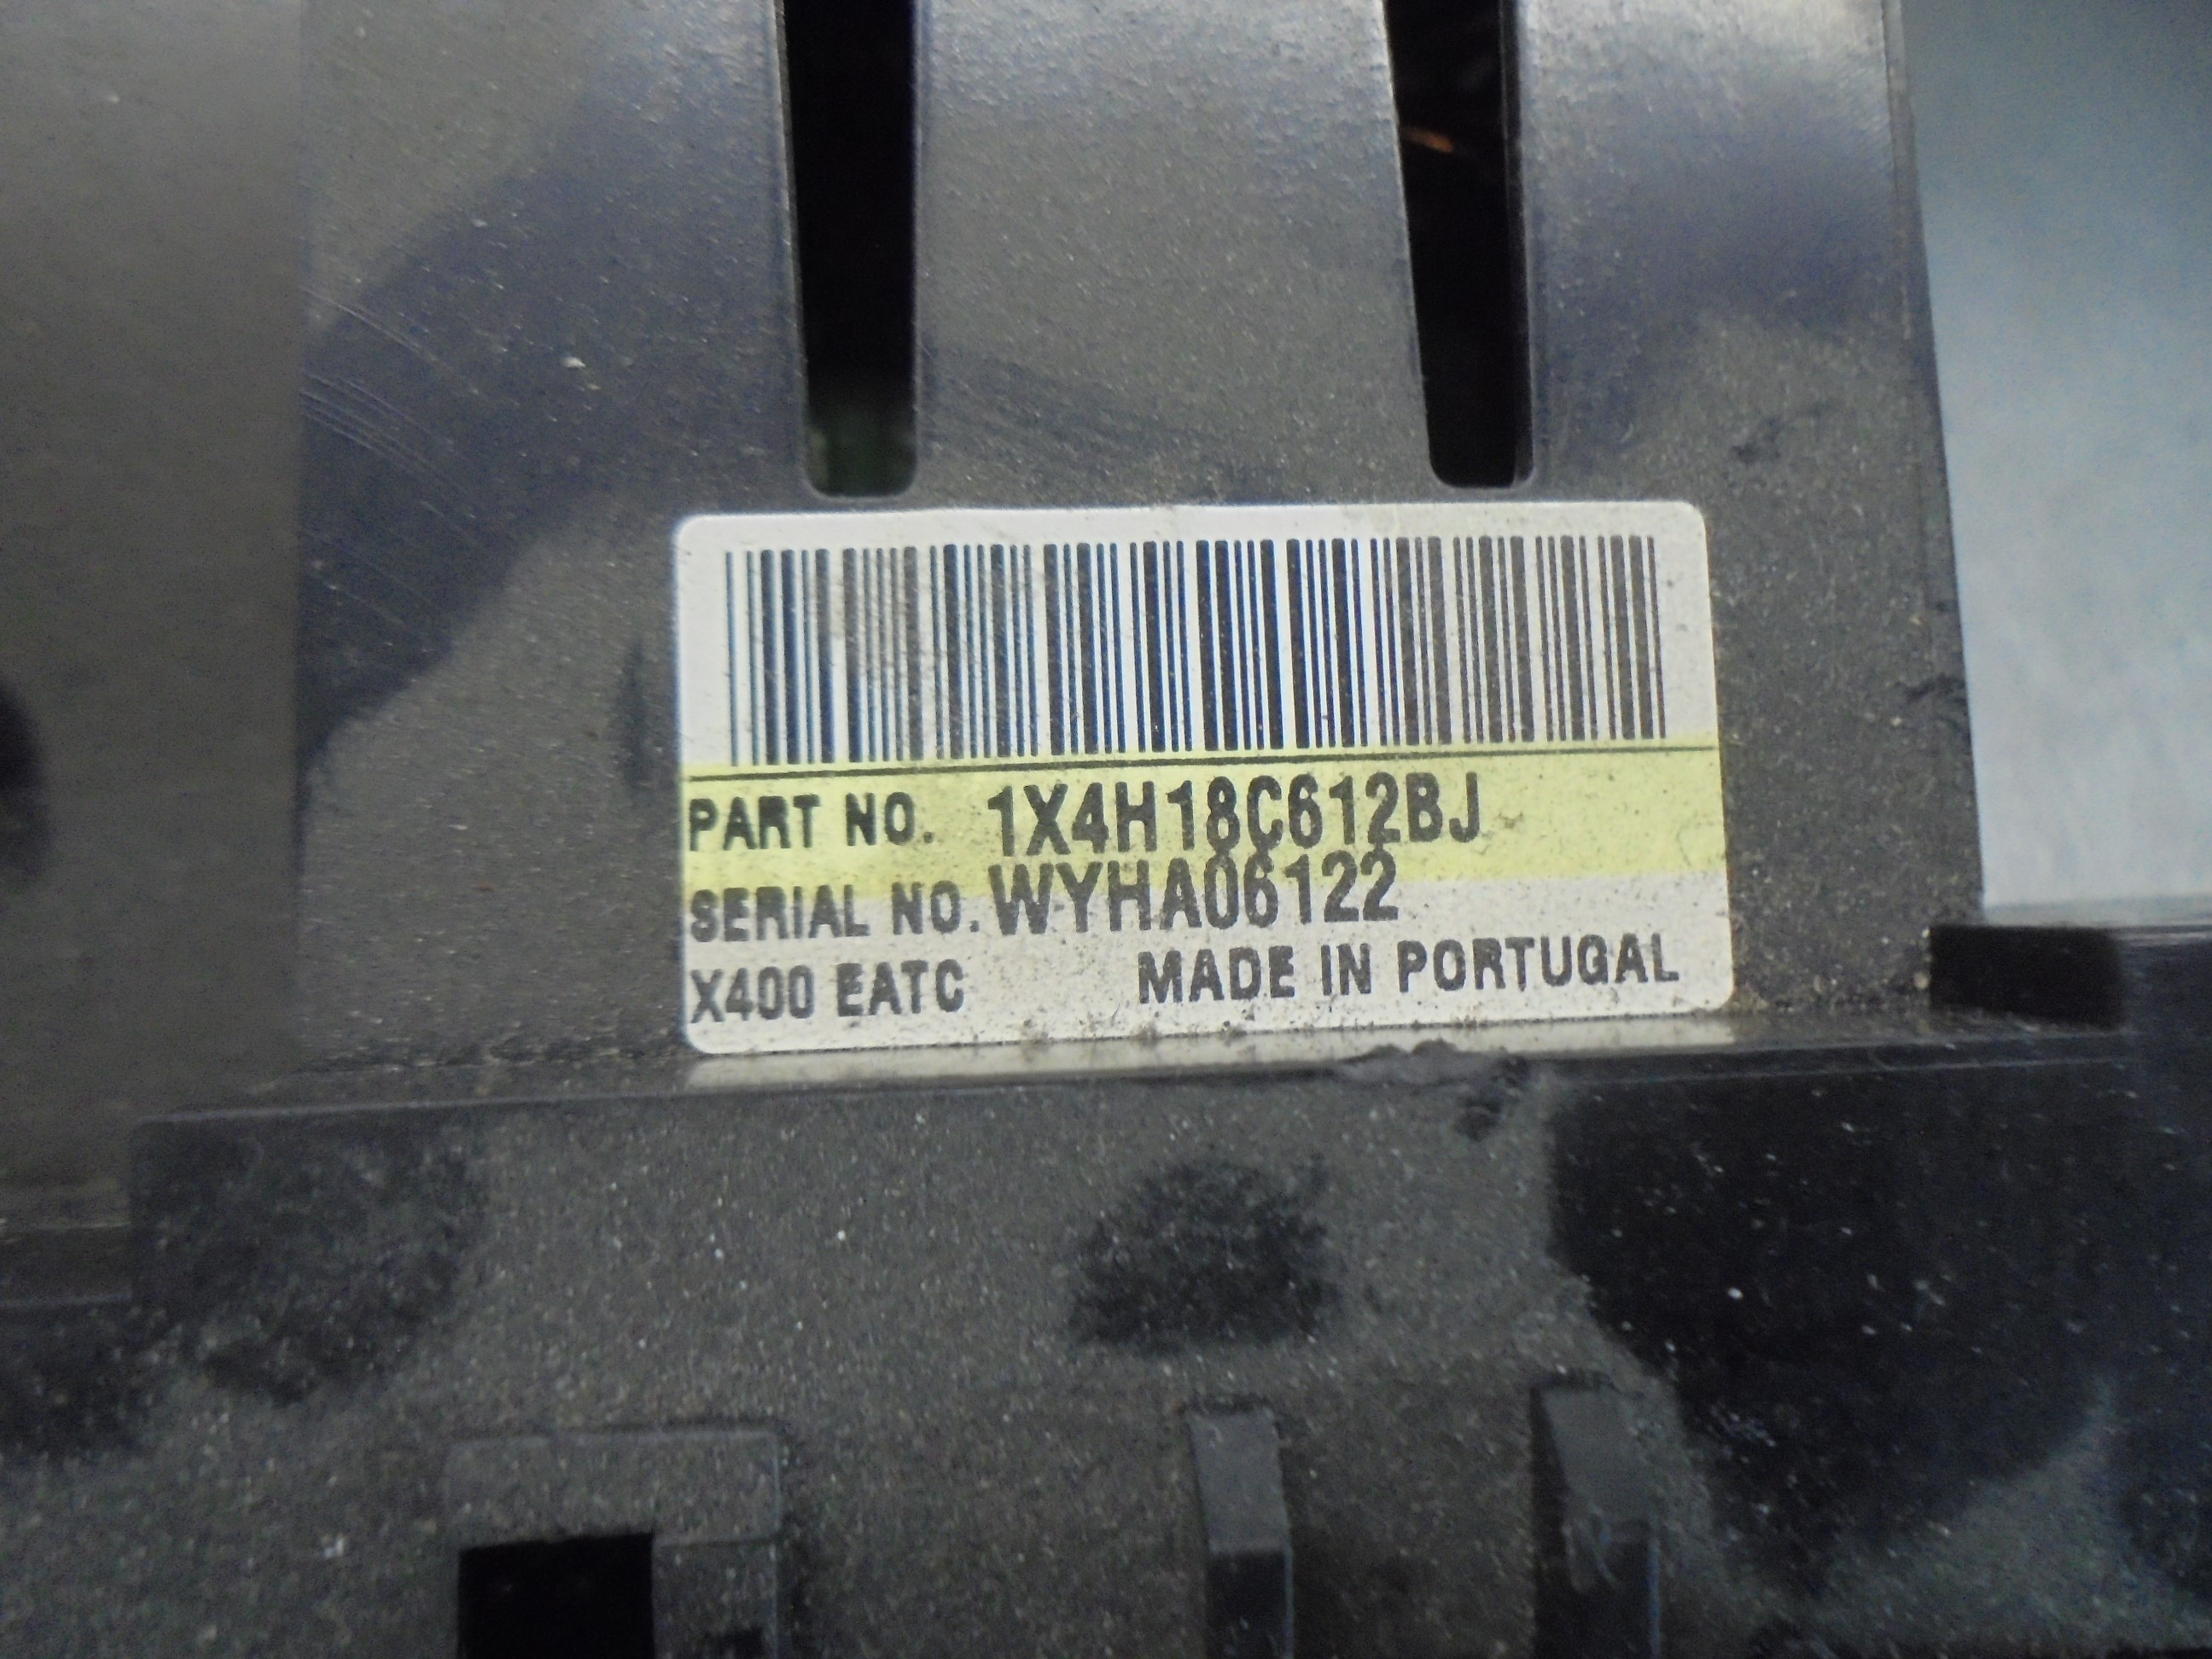 PART NO. 1X4H18C612BJ
SERIAL NO. WYHA06122
X400 EATC MADE IN PORTUGAL